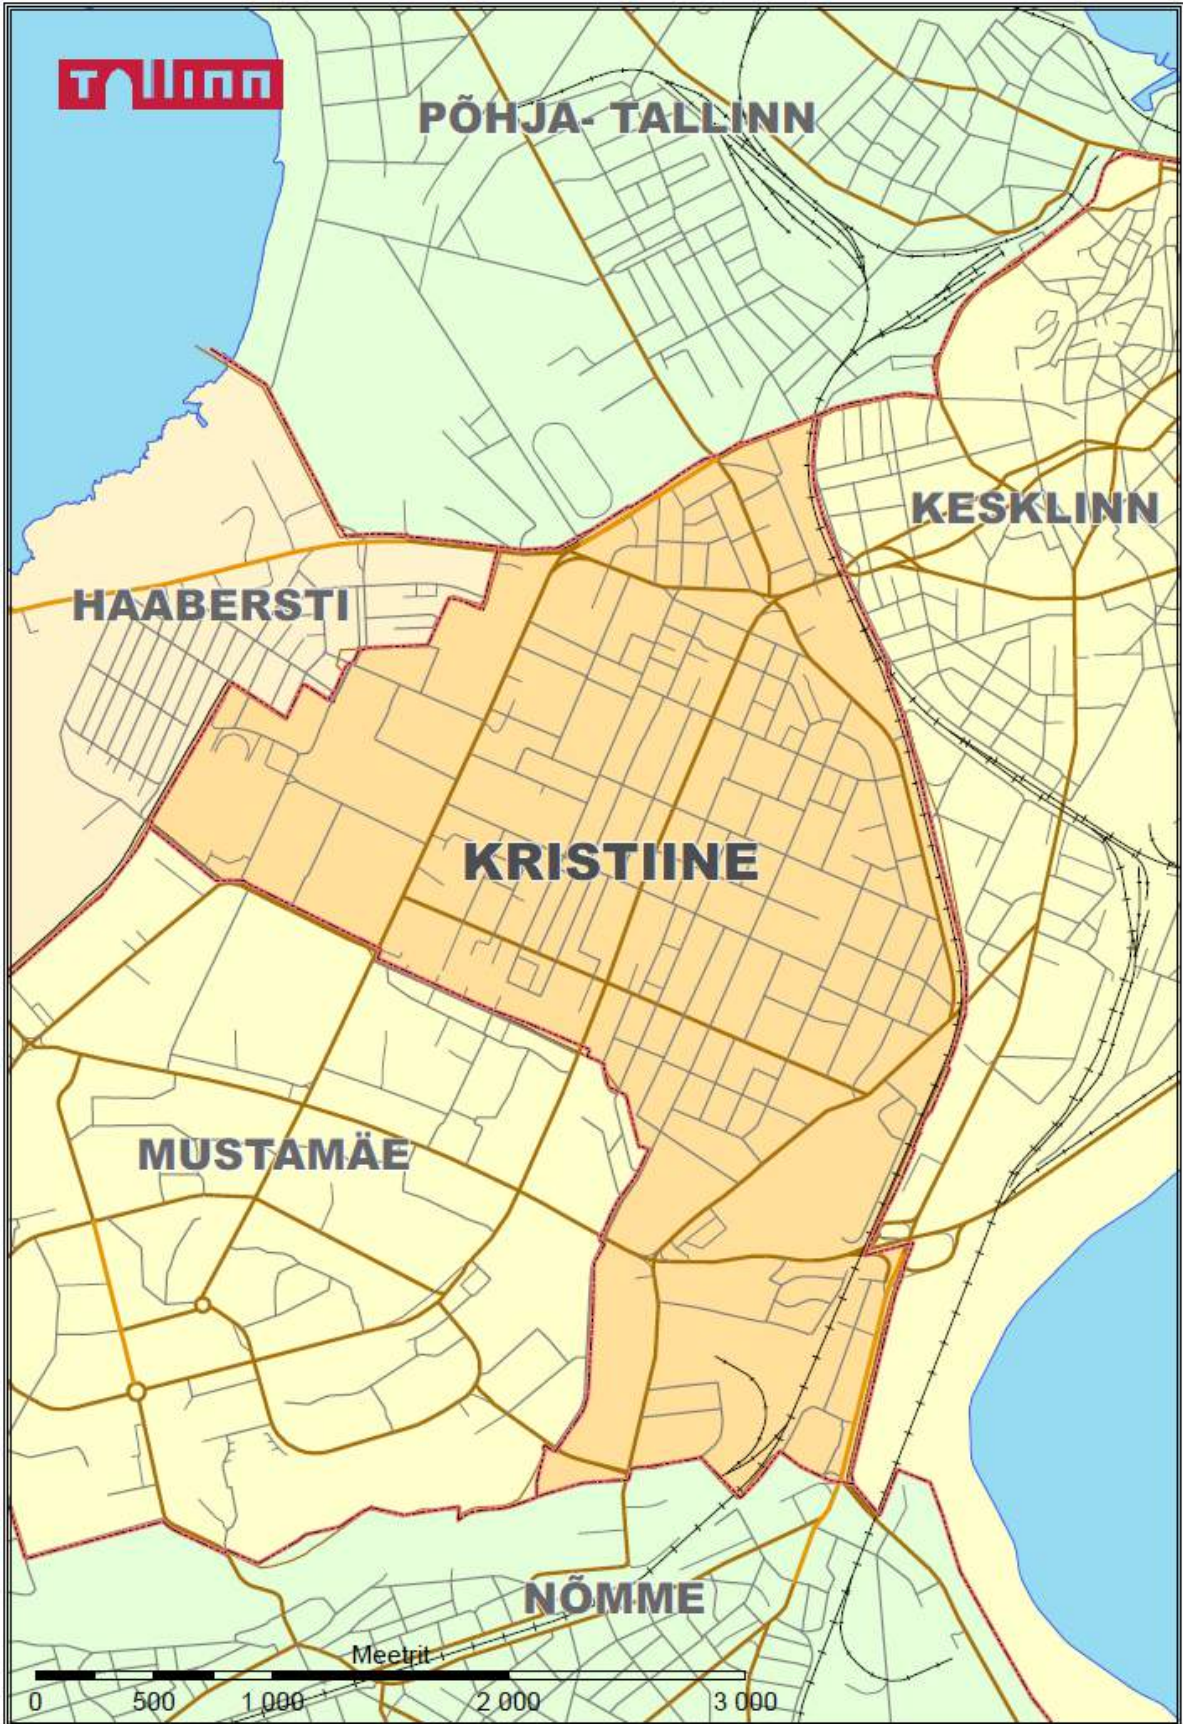 Tallinn
PÕHJA- TALLINN
KESKLINN
HAABERSTI
KRISTIINE
MUSTAMÄE
NÕMME
Meetrit
0 500 1 000 2 000 3 000